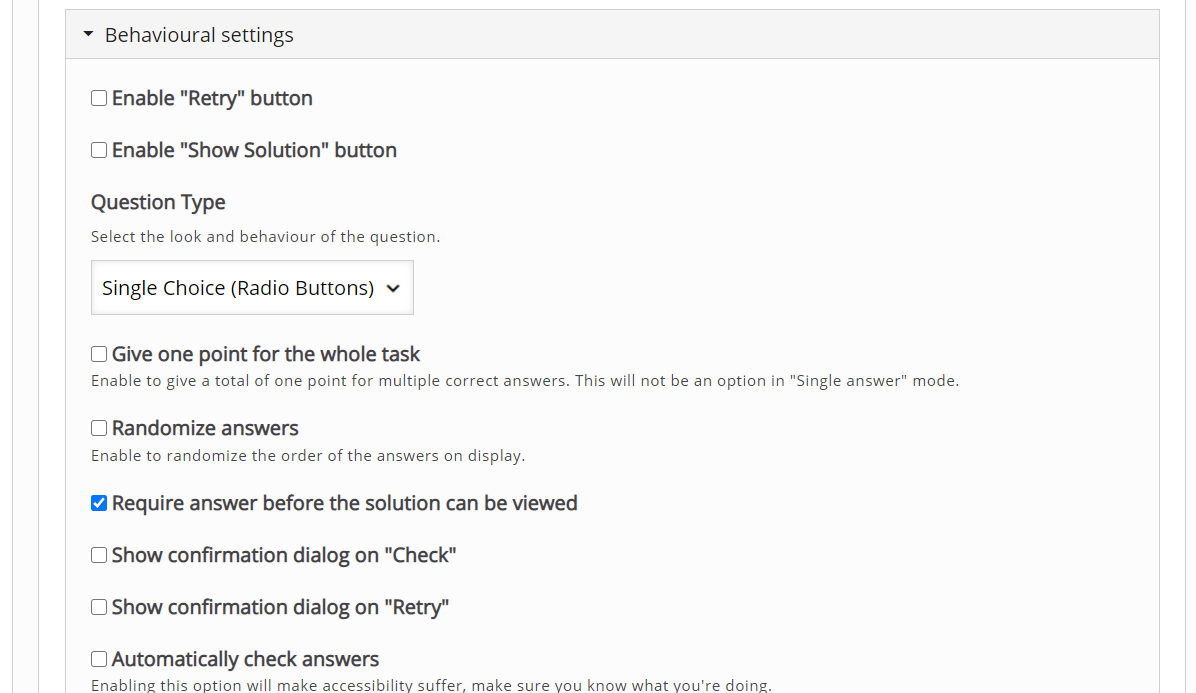 Behavioural settings
Enable "Retry" button
Enable "Show Solution" button
Question Type
Select the look and behaviour of the question.
Single Choice (Radio Buttons)
Give one point for the whole task
Enable to give a total of one point for multiple correct answers. This will not be an option in "Single answer" mode.
Randomize answers
Enable to randomize the order of the answers on display.
Require answer before the solution can be viewed
Show confirmation dialog on "Check"
Show confirmation dialog on "Retry"
Automatically check answers
Enabling this option will make accessibility suffer, make sure you know what you're doing.